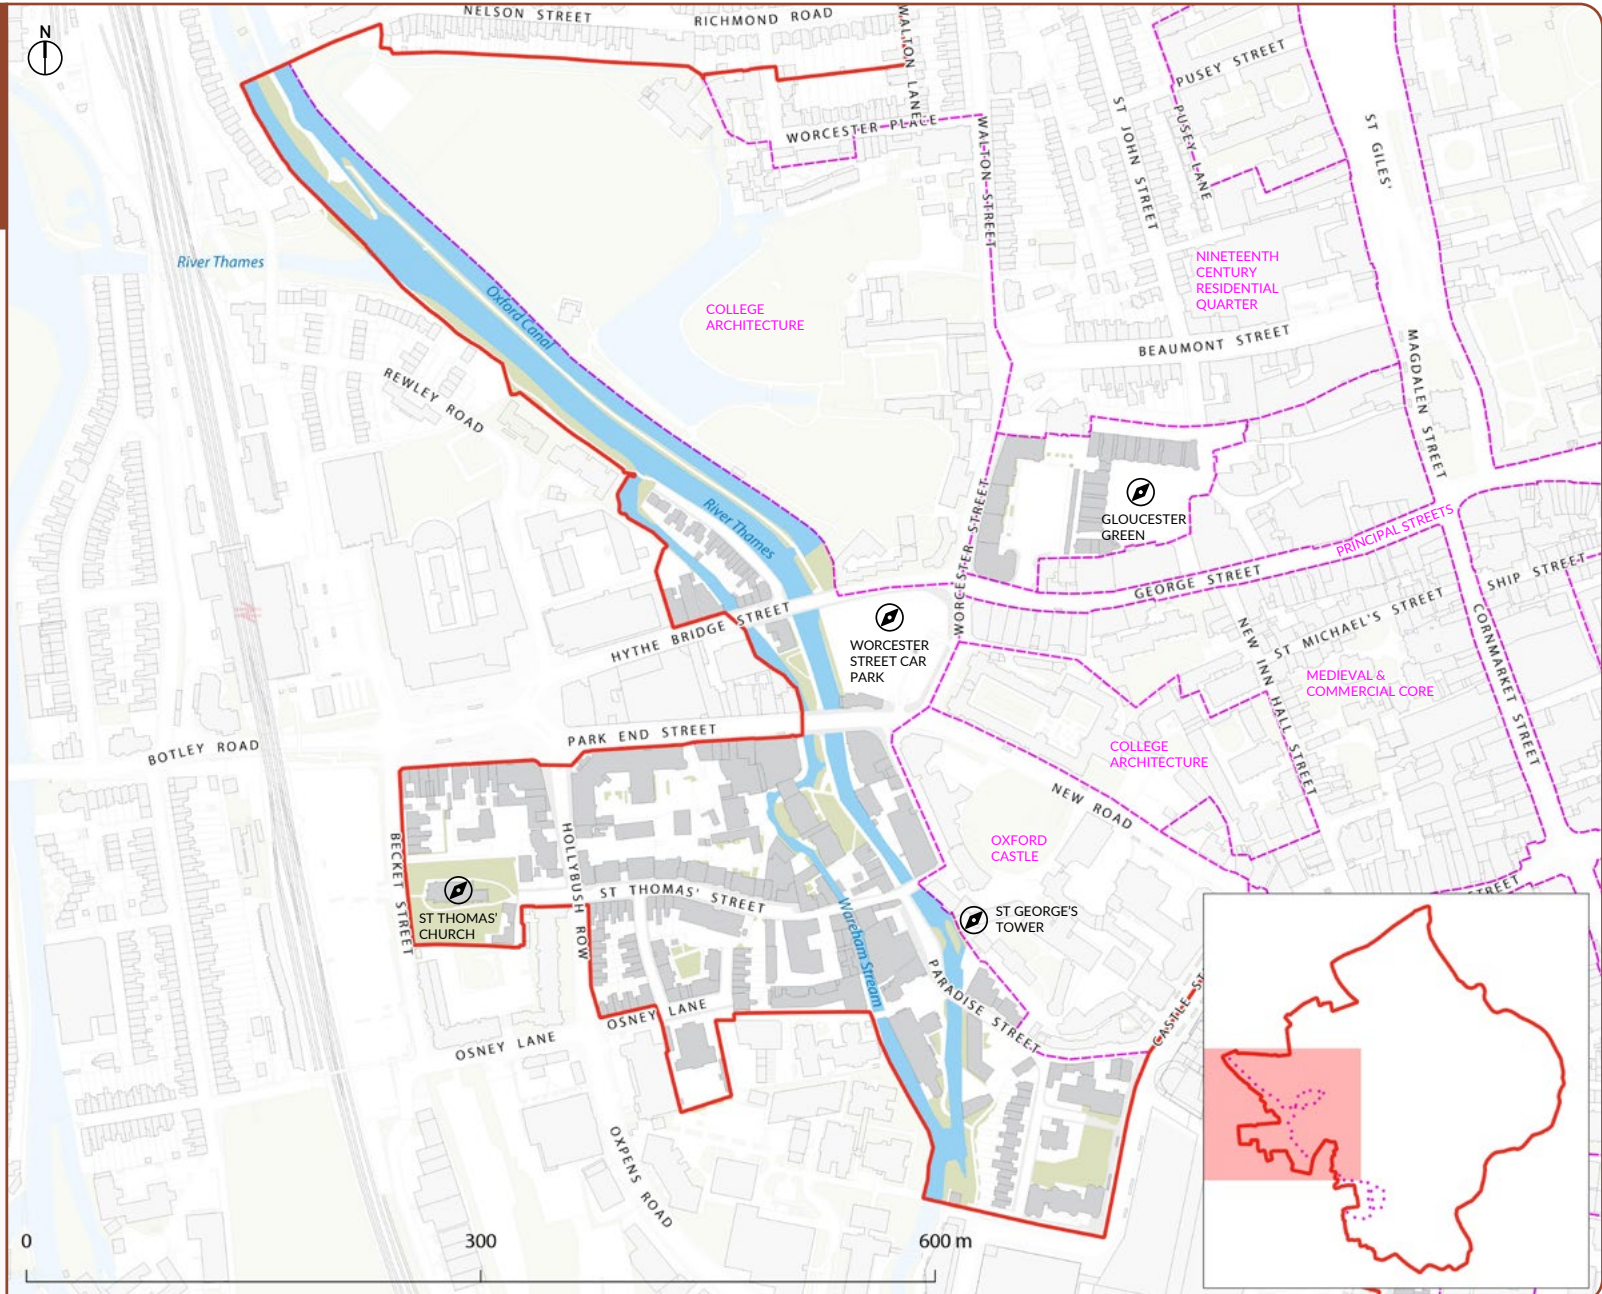 N
NELSON STREET
RICHMOND ROAD
WALTON LANE
PUSEY STREET
ST JOHN STREET
PUSEY LANE
ST GILES'
WORCESTER PLACE
WALTON STREET
River Thames
NINETEENTH
CENTURY
RESIDENTIAL
QUARTER
Oxford Canal
COLLEGE
ARCHITECTURE
BEAUMONT STREET
MAGDALEN STREET
REWLEY ROAD
River Thames
WORCESTER STREET
GLOUCESTER
GREEN
PRINCIPAL STREETS
GEORGE STREET
SHIP STREET
ST MICHAEL'S STREET
CORNMARKET STREET
NEW INN HALL STREET
HYTHE BRIDGE STREET
WORCESTER
STREET CAR
PARK
MEDIEVAL &
COMMERCIAL CORE
PARK END STREET
BOTLEY ROAD
COLLEGE
ARCHITECTURE
NEW ROAD
OXFORD
CASTLE
BECKET STREET
HOLLYBUSH ROW
ST THOMAS' STREET
STREET
ST THOMAS'
CHURCH
ST GEORGE'S
TOWER
Wareham Stream
PARADISE STREET
CASTLE ST
OSNEY LANE
OSNEY LANE
OXPENS ROAD
0
300
600 m